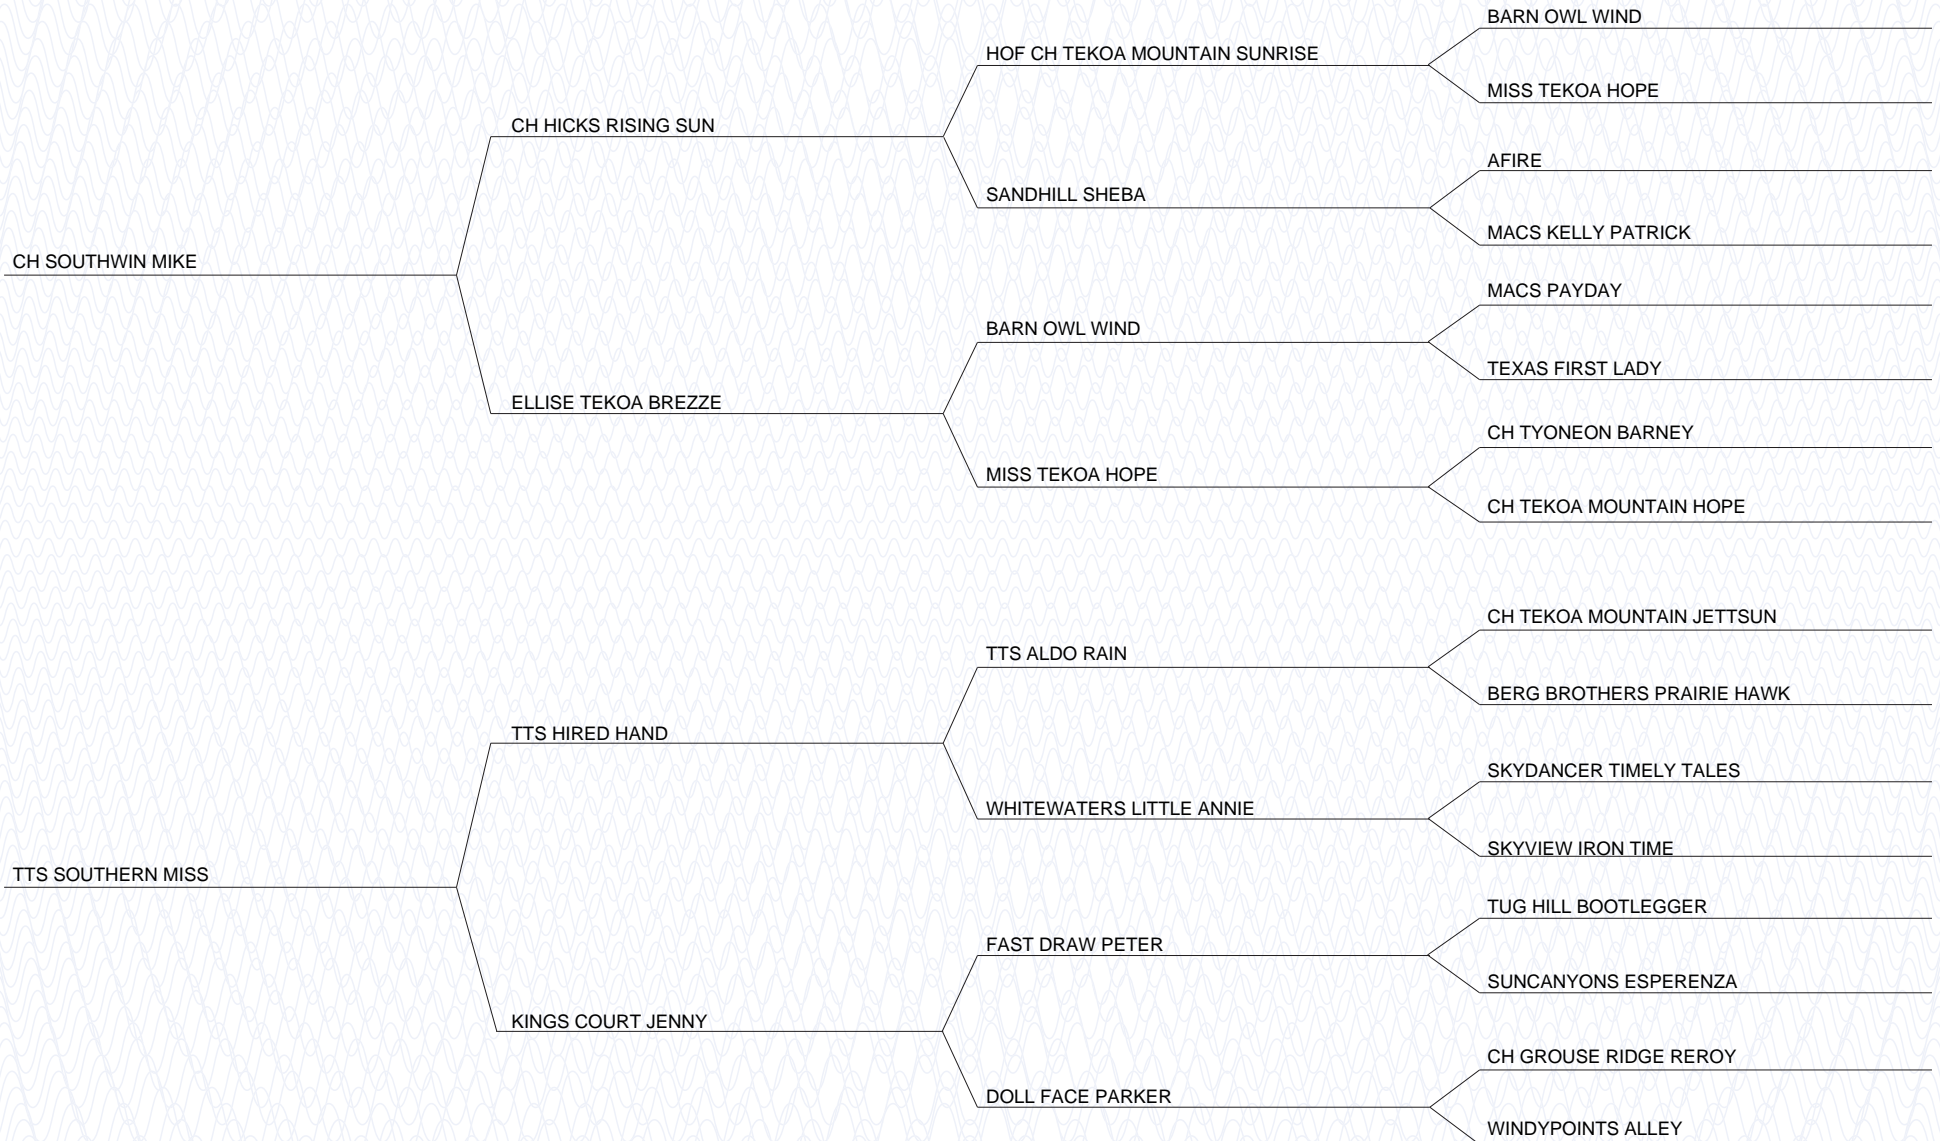 BARN OWL WIND
HOF CH TEKOA MOUNTAIN SUNRISE
MISS TEKOA HOPE
CH HICKS RISING SUN
AFIRE
SANDHILL SHEBA
MACS KELLY PATRICK
CH SOUTHWIN MIKE
MACS PAYDAY
BARN OWL WIND
TEXAS FIRST LADY
ELLISE TEKOA BREZZE
CH TYONEON BARNEY
MISS TEKOA HOPE
CH TEKOA MOUNTAIN HOPE
CH TEKOA MOUNTAIN JETTSUN
TTS ALDO RAIN
BERG BROTHERS PRAIRIE HAWK
TTS HIRED HAND
SKYDANCER TIMELY TALES
WHITEWATERS LITTLE ANNIE
SKYVIEW IRON TIME
TTS SOUTHERN MISS
TUG HILL BOOTLEGGER
FAST DRAW PETER
SUNCANYONS ESPERENZA
KINGS COURT JENNY
CH GROUSE RIDGE REROY
DOLL FACE PARKER
WINDYPOINTS ALLEY